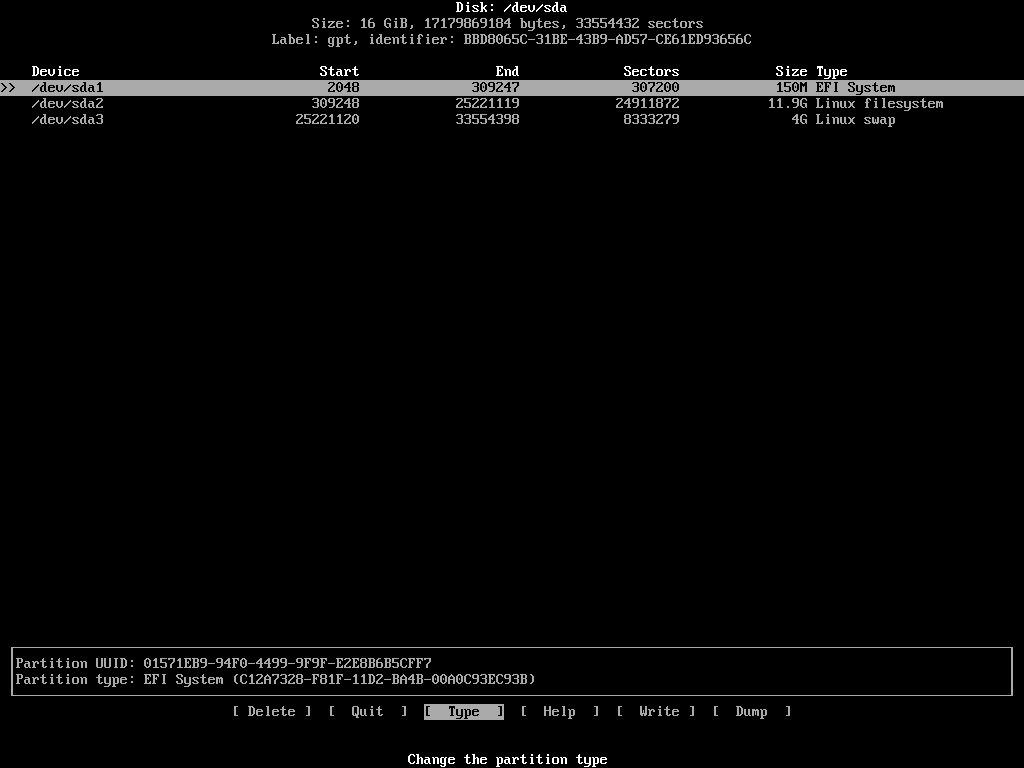 Disk: /dev/sda
Size: 16 GiB, 17179869184 bytes, 33554432 sectors
Label: gpt, identifier: BBD8065C-31BE-43B9-AD57-CE61ED93656C
Device Start End Sectors Size Type
>> /dev/sda1 2048 309247 307200 150M EFI System
/dev/sda2 309248 25221119 24911872 11.9G Linux filesystem
/dev/sda3 25221120 33554398 8333279 4G Linux swap
Partition UUID: 01571EB9-94F0-4499-9F9F-E2E8B6B5CFF7
Partition type: EFI System (C12A7328-F81F-11D2-BA4B-00A0C93EC93B)
[ Delete ] [ Quit ] [ Type ] [ Help ] [ Write ] [ Dump ]
Change the partition type